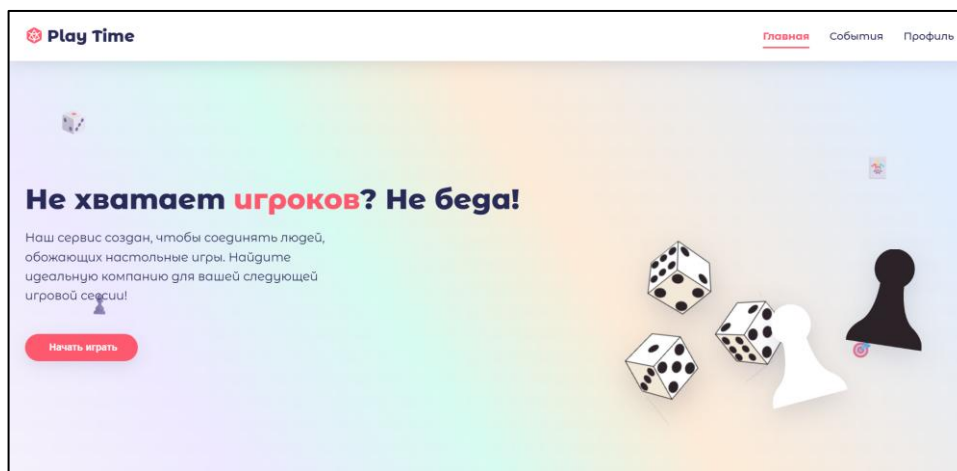 Play Time
Главная События Профиль
Не хватает игроков? Не беда!
Наш сервис создан, чтобы соединять людей,
обожающих настольные игры. Найдите
идеальную компанию для вашей следующей
игровой сессии!
Начать играть